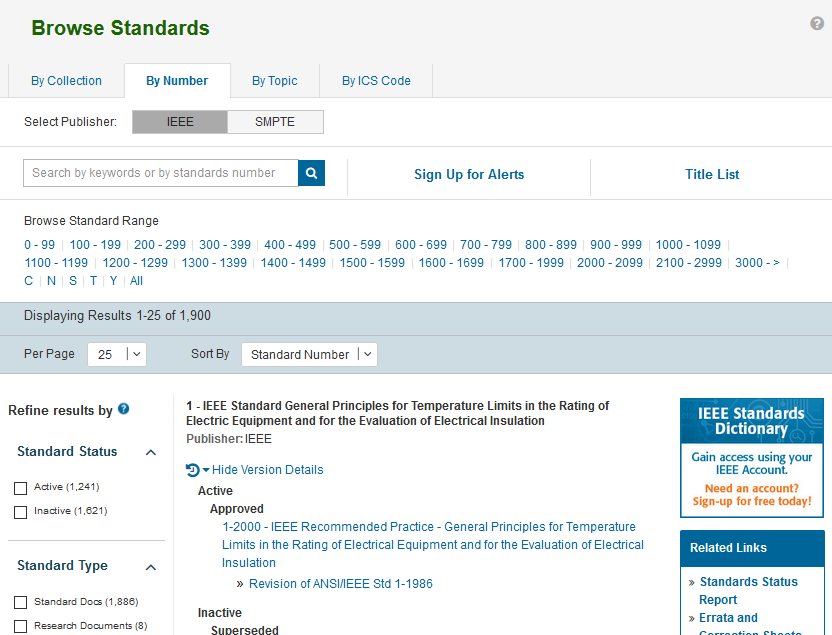 Browse Standards
By Collection
By Number
By Topic
By ICS Code
Select Publisher:
IEEE
SMPTE
Search by keywords or by standards number
Sign Up for Alerts
Title List
Browse Standard Range
0 - 99 | 100 - 199 | 200 - 299 | 300 - 399 | 400 - 499 | 500 - 599 | 600 - 699 | 700 - 799 | 800 - 899 | 900 - 999 | 1000 - 1099 |
1100 - 1199 | 1200 - 1299 | 1300 - 1399 | 1400 - 1499 | 1500 - 1599 | 1600 - 1699 | 1700 - 1999 | 2000 - 2099 | 2100 - 2999 | 3000 - > |
C | N | S | T | Y | All
Displaying Results 1-25 of 1,900
Per Page
25
Sort By
Standard Number
Refine results by ?
Standard Status
Active (1,241)
Inactive (1,621)
Standard Type
Standard Docs (1,886)
Research Documents (8)
1 - IEEE Standard General Principles for Temperature Limits in the Rating of
Electric Equipment and for the Evaluation of Electrical Insulation
Publisher: IEEE
Hide Version Details
Active
Approved
1-2000 - IEEE Recommended Practice - General Principles for Temperature
Limits in the Rating of Electrical Equipment and for the Evaluation of Electrical
Insulation
» Revision of ANSI/IEEE Std 1-1986
Inactive
Superseded
IEEE Standards
Dictionary
Gain access using your
IEEE Account.
Need an account?
Sign-up for free today!
Related Links
» Standards Status
Report
» Errata and
Correction Sheets